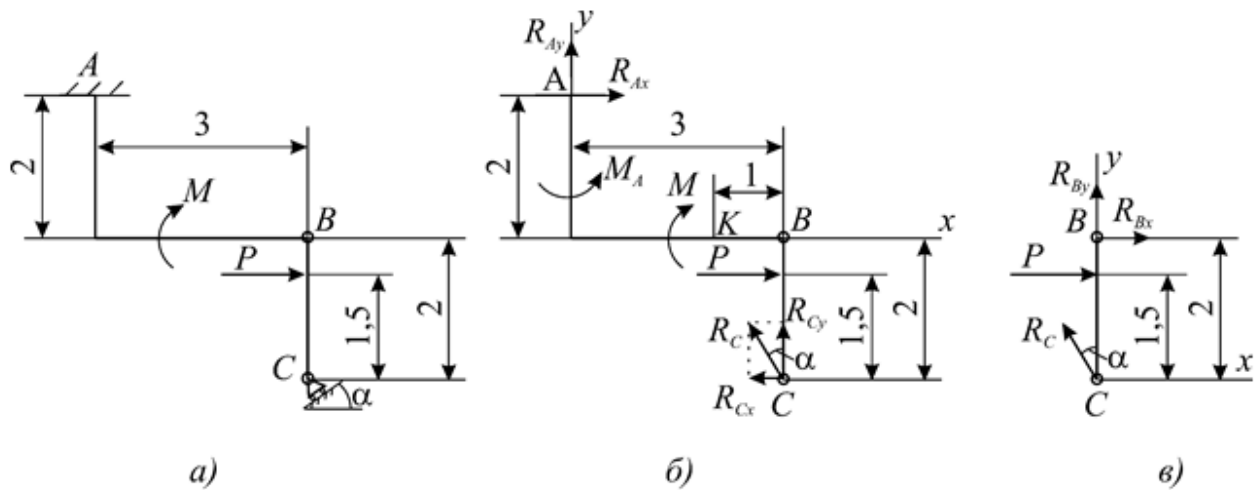 A
2
3
M
B
P
1,5
2
C
α
а)
y
R_Ay
A
R_Ax
2
3
M_A
M
1
K
B
x
P
R_C
R_Cy
α
1,5
2
R_Cx
C
б)
y
R_By
B
R_Bx
P
R_C
α
1,5
2
x
C
в)